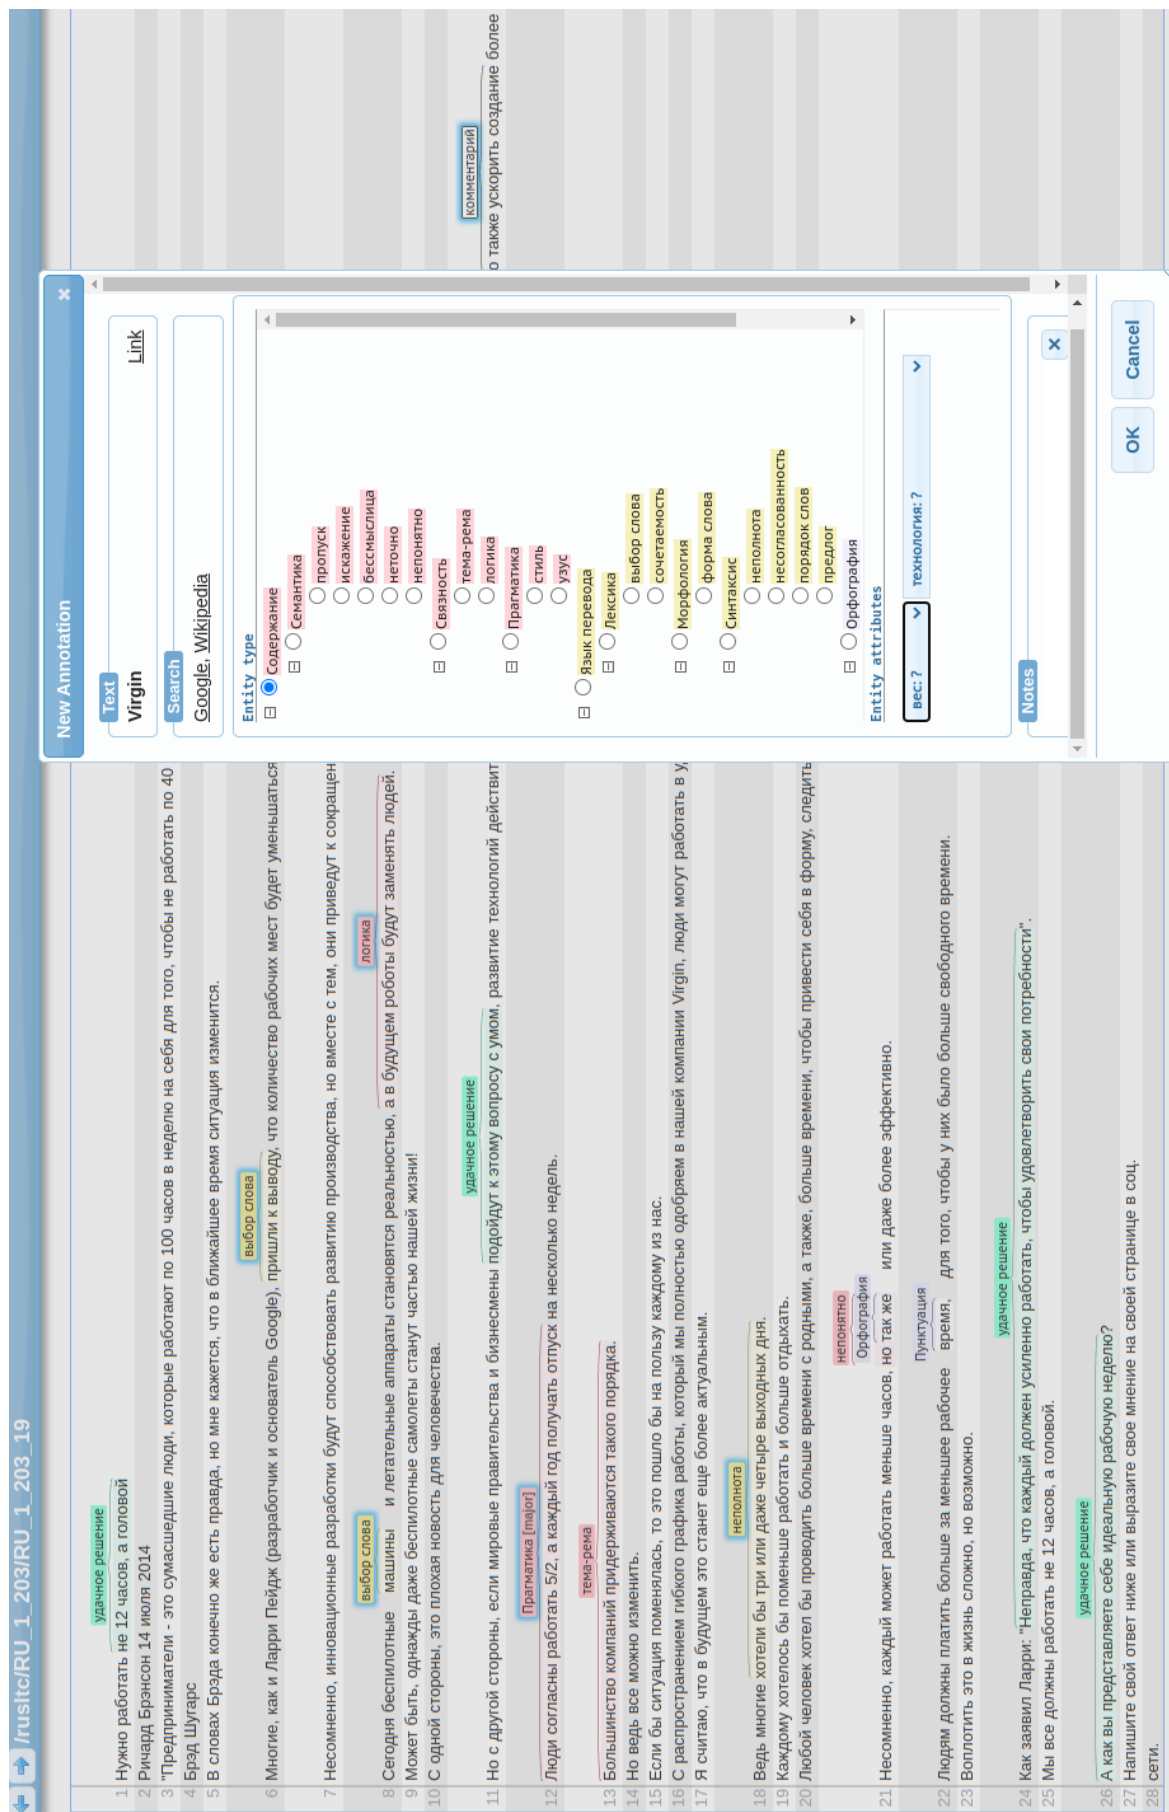 /rusltc/RU_1_203/RU_1_203_19
удачное решение
1 Нужно работать не 12 часов, а головой
2 Ричард Брэнсон 14 июля 2014
3 "Предприниматели - это сумасшедшие люди, которые работают по 100 часов в неделю на себя для того, чтобы не работать по 40
4 Брэд Шугарс
5 В словах Брэда конечно же есть правда, но мне кажется, что в ближайшее время ситуация изменится.
выбор слова
6 Многие, как и Ларри Пейдж (разработчик и основатель Google), пришли к выводу, что количество рабочих мест будет уменьшаться
7 Несомненно, инновационные разработки будут способствовать развитию производства, но вместе с тем, они приведут к сокращен
выбор слова логика
8 Сегодня беспилотные машины и летательные аппараты становятся реальностью, а в будущем роботы будут заменять людей.
9 Может быть, однажды даже беспилотные самолеты станут частью нашей жизни!
10 С одной стороны, это плохая новость для человечества.
удачное решение комментарий
11 Но с другой стороны, если мировые правительства и бизнесмены подойдут к этому вопросу с умом, развитие технологий действит
о также ускорить создание более
Прагматика [major]
12 Люди согласны работать 5/2, а каждый год получать отпуск на несколько недель.
тема-рема
13 Большинство компаний придерживаются такого порядка.
14 Но ведь все можно изменить.
15 Если бы ситуация поменялась, то это пошло бы на пользу каждому из нас.
16 С распространением гибкого графика работы, который мы полностью одобряем в нашей компании Virgin, люди могут работать в у
17 Я считаю, что в будущем это станет еще более актуальным.
неполнота
18 Ведь многие хотели бы три или даже четыре выходных дня.
19 Каждому хотелось бы поменьше работать и больше отдыхать.
20 Любой человек хотел бы проводить больше времени с родными, а также, больше времени, чтобы привести себя в форму, следить
непонятно
Орфография
21 Несомненно, каждый может работать меньше часов, но так же или даже более эффективно.
Пунктуация
22 Людям должны платить больше за меньшее рабочее время, для того, чтобы у них было больше свободного времени.
23 Воплотить это в жизнь сложно, но возможно.
удачное решение
24 Как заявил Ларри: "Неправда, что каждый должен усиленно работать, чтобы удовлетворить свои потребности".
25 Мы все должны работать не 12 часов, а головой.
удачное решение
26 А как вы представляете себе идеальную рабочую неделю?
27 Напишите свой ответ ниже или выразите свое мнение на своей странице в соц.
28 сети.
New Annotation
Text
Virgin Link
Search
Google, Wikipedia
Entity type
Содержание
Семантика
пропуск
искажение
бессмыслица
неточно
непонятно
Связность
тема-рема
логика
Прагматика
стиль
узус
Язык перевода
Лексика
выбор слова
сочетаемость
Морфология
форма слова
Синтаксис
неполнота
несогласованность
порядок слов
предлог
Орфография
Entity attributes
вес: ? технология: ?
Notes
OK Cancel